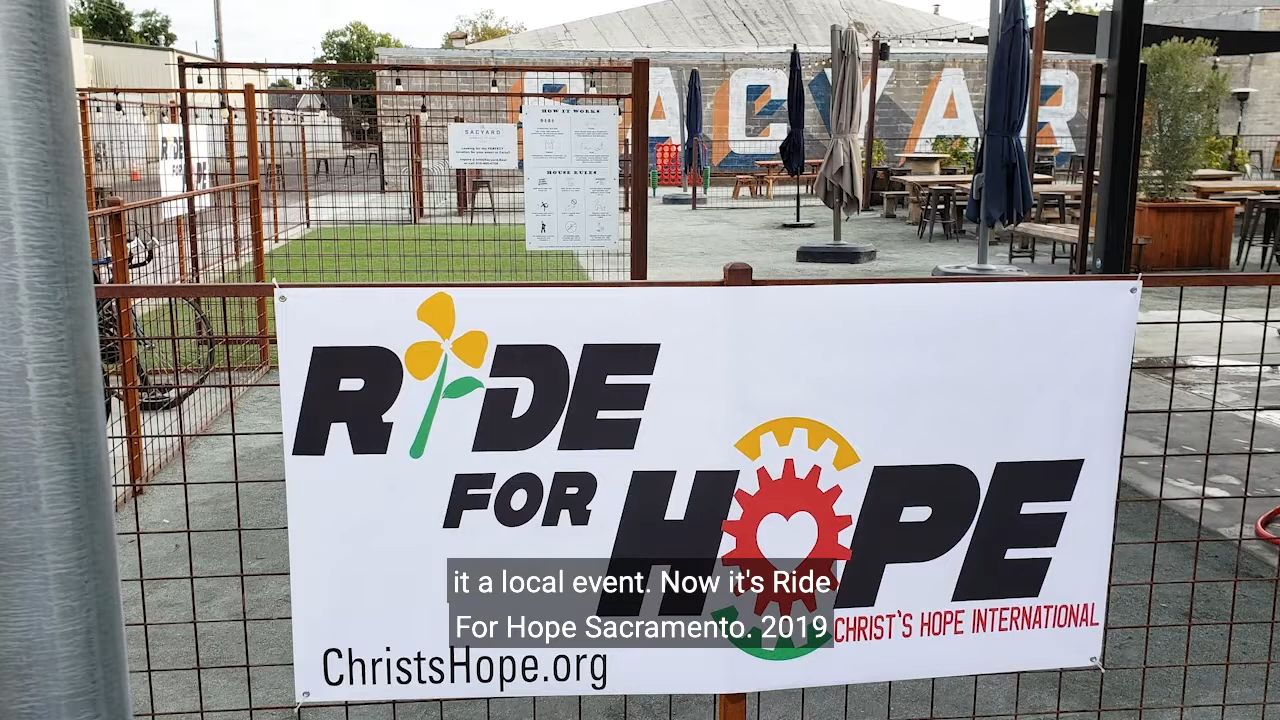 SACYARD
HOW IT WORKS
SACYARD
HOUSE RULES
RIDE
FOR HOPE
CHRIST'S HOPE INTERNATIONAL
ChristsHope.org
it a local event. Now it's Ride
For Hope Sacramento. 2019